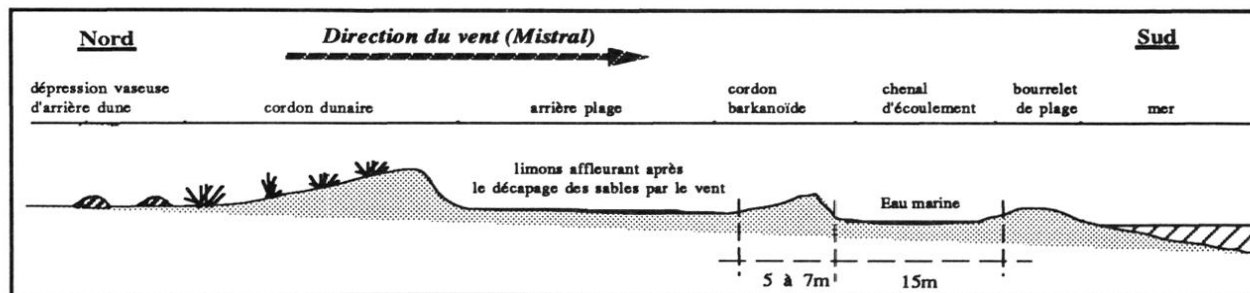 Nord
Direction du vent (Mistral)
Sud
dépression vaseuse
d'arrière dune
cordon dunaire
arrière plage
cordon
barkanoïde
chenal
d'écoulement
bourrelet
de plage
mer
limons affleurant après
le décapage des sables par le vent
Eau marine
5 à 7m
15m